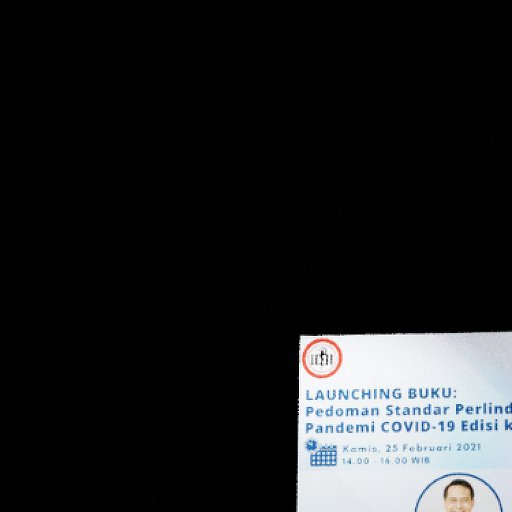 LAUNCHING BUKU:
Pedoman Standar Perlind
Pandemi COVID-19 Edisi k
Kamis, 25 Februari 2021
14.00 - 16.00 WIB